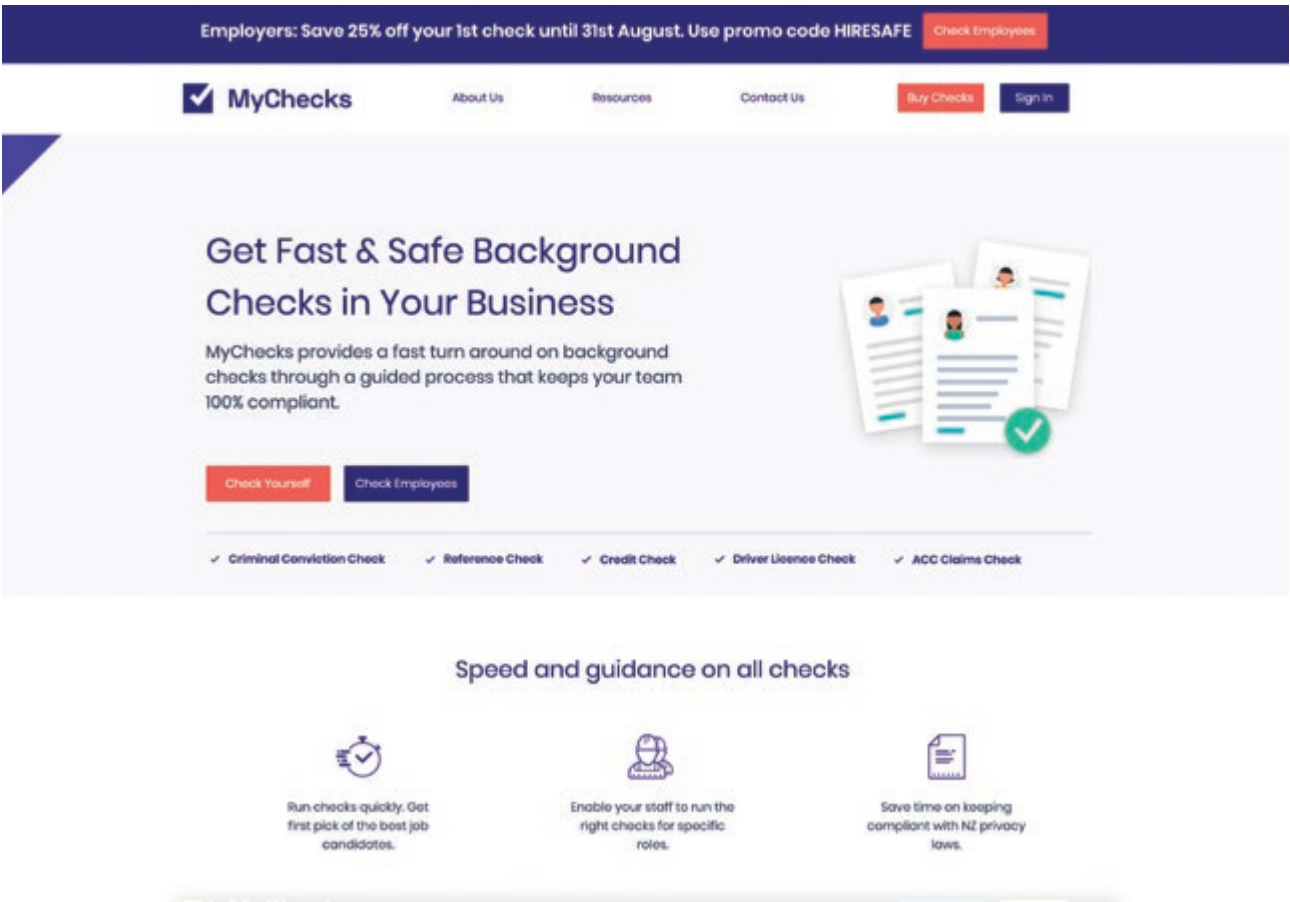 Employers: Save 25% off your 1st check until 31st August. Use promo code HIRESAFE
Check Employees
MyChecks
About Us
Resources
Contact Us
Buy Checks
Sign In
Get Fast & Safe Background
Checks in Your Business
MyChecks provides a fast turn around on background
checks through a guided process that keeps your team
100% compliant.
Check Yourself
Check Employees
Criminal Conviction Check
Reference Check
Credit Check
Driver Licence Check
ACC Claims Check
Speed and guidance on all checks
Run checks quickly. Get
first pick of the best job
candidates.
Enable your staff to run the
right checks for specific
roles.
Save time on keeping
compliant with NZ privacy
laws.